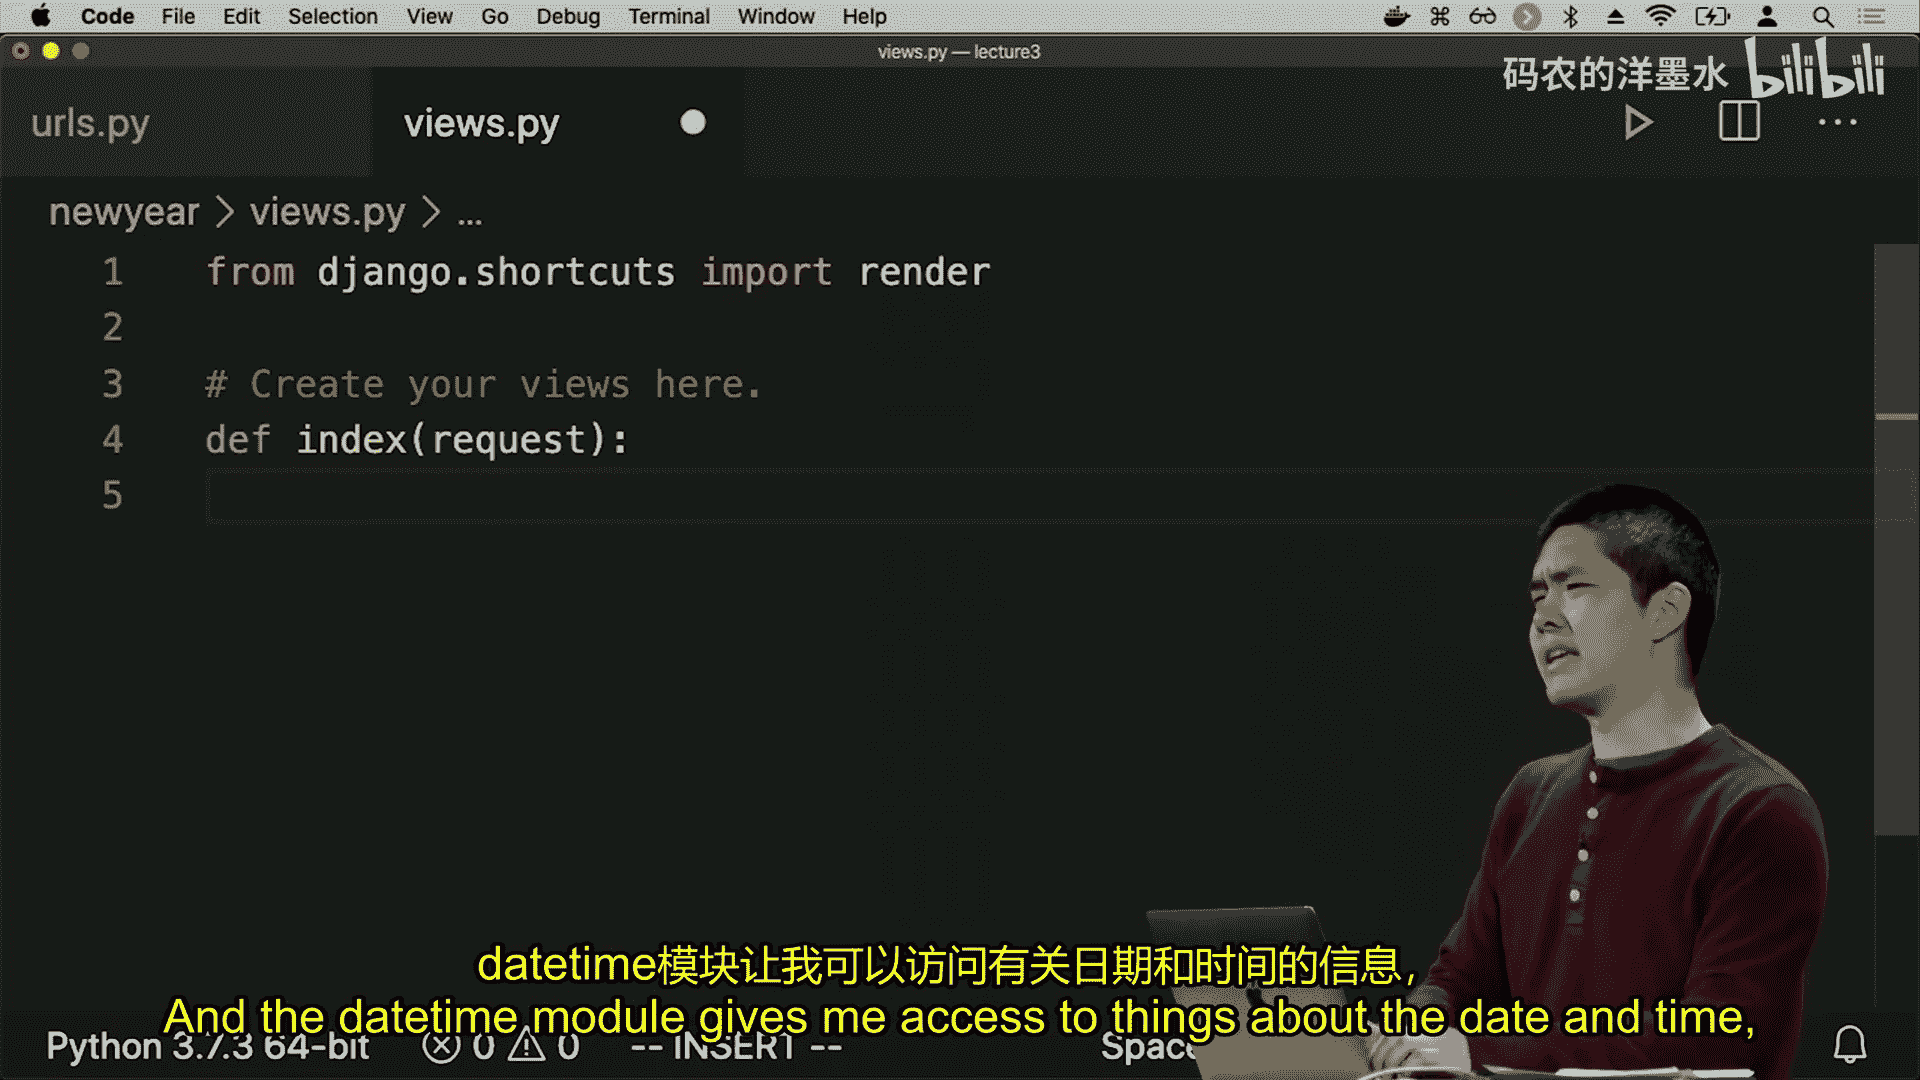 Code File Edit Selection View Go Debug Terminal Window Help
views.py — lecture3
码农的洋墨水 bilibili
urls.py views.py
newyear > views.py > ...
1 from django.shortcuts import render
2
3 # Create your views here.
4 def index(request):
5
datetime模块让我可以访问有关日期和时间的信息，
And the datetime module gives me access to things about the date and time,
Python 3.7.3 64-bit 0 0 -- INSERT --